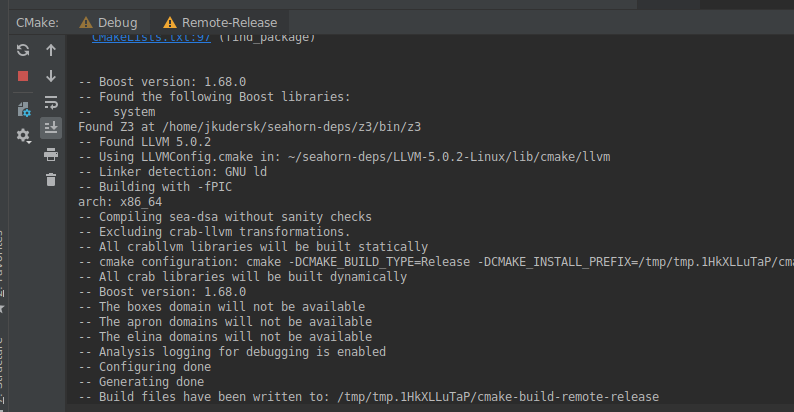 CMake:
Debug
Remote-Release
CMakeLists.txt:97 (find_package)
-- Boost version: 1.68.0
-- Found the following Boost libraries:
--   system
Found Z3 at /home/jkudersk/seahorn-deps/z3/bin/z3
-- Found LLVM 5.0.2
-- Using LLVMConfig.cmake in: ~/seahorn-deps/LLVM-5.0.2-Linux/lib/cmake/llvm
-- Linker detection: GNU ld
-- Building with -fPIC
arch: x86_64
-- Compiling sea-dsa without sanity checks
-- Excluding crab-llvm transformations.
-- All crabllvm libraries will be built statically
-- cmake configuration: cmake -DCMAKE_BUILD_TYPE=Release -DCMAKE_INSTALL_PREFIX=/tmp/tmp.1HkXLLuTaP/cma
-- All crab libraries will be built dynamically
-- Boost version: 1.68.0
-- The boxes domain will not be available
-- The apron domains will not be available
-- The elina domains will not be available
-- Analysis logging for debugging is enabled
-- Configuring done
-- Generating done
-- Build files have been written to: /tmp/tmp.1HkXLLuTaP/cmake-build-remote-release